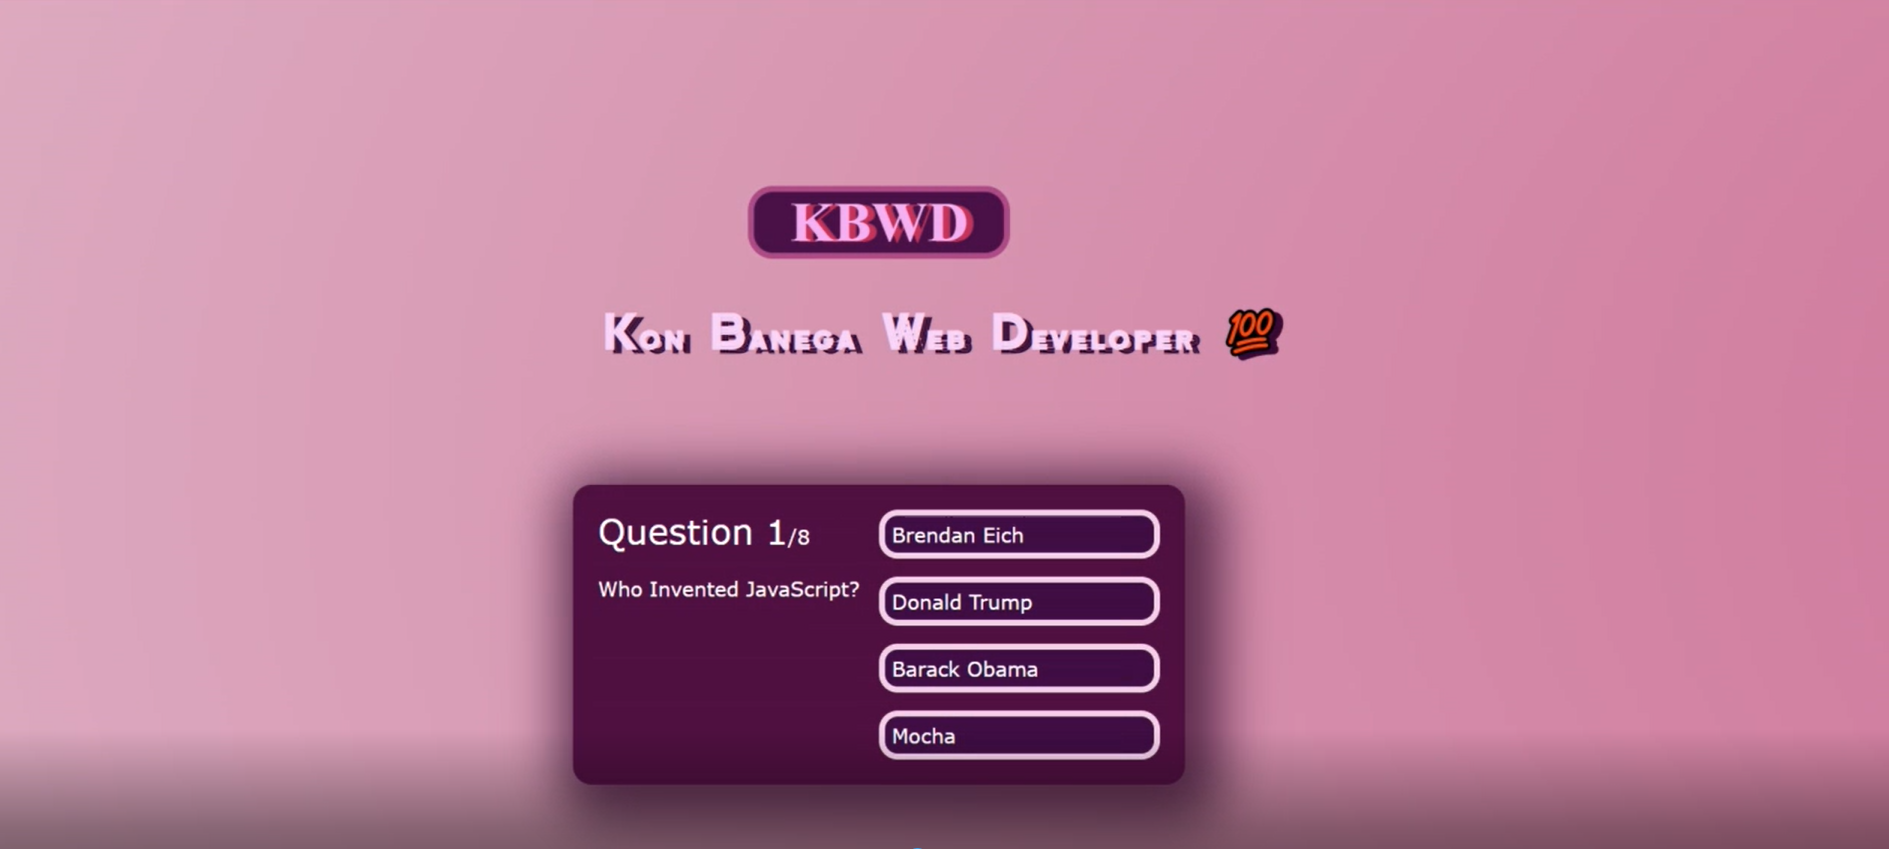 KBWD
Kon Banega Web Developer 💯
Question 1/8
Who Invented JavaScript?
Brendan Eich
Donald Trump
Barack Obama
Mocha